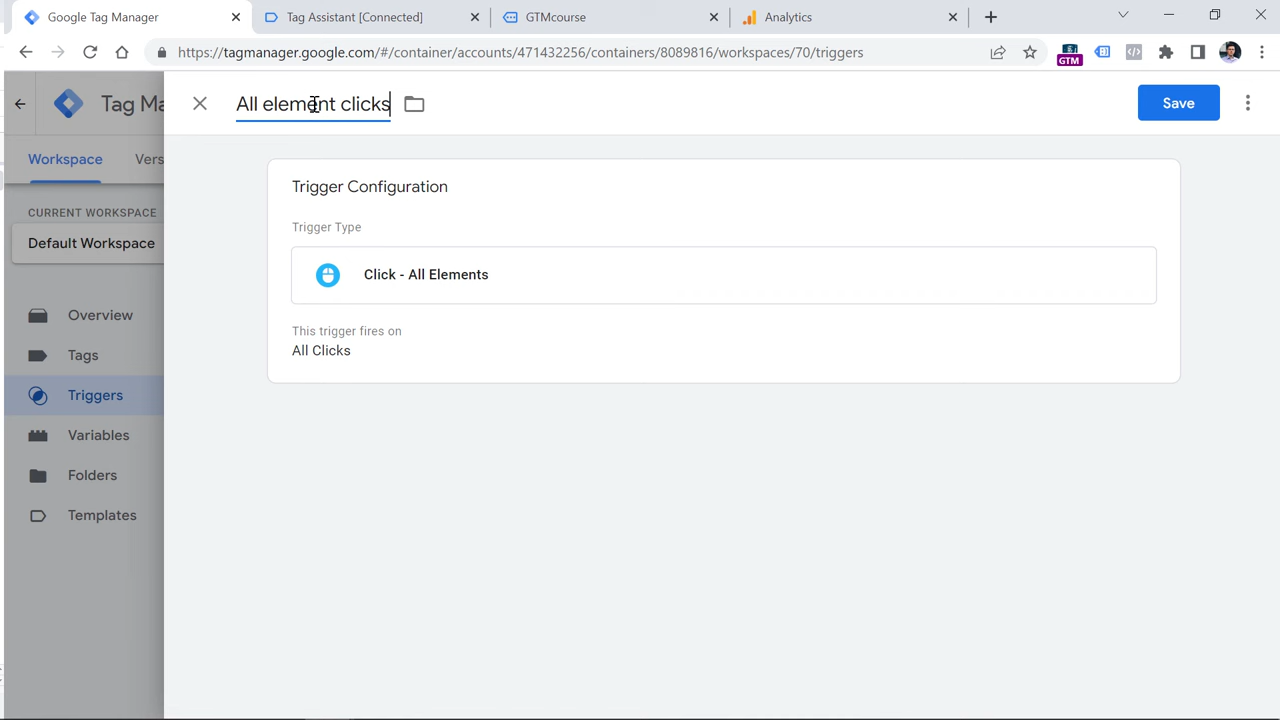 Google Tag Manager
Tag Assistant [Connected]
GTMcourse
Analytics
https://tagmanager.google.com/#/container/accounts/471432256/containers/8089816/workspaces/70/triggers
GTM
Tag Ma
All element clicks
Save
Workspace
Vers
CURRENT WORKSPACE
Default Workspace
Overview
Tags
Triggers
Variables
Folders
Templates
Trigger Configuration
Trigger Type
Click - All Elements
This trigger fires on
All Clicks